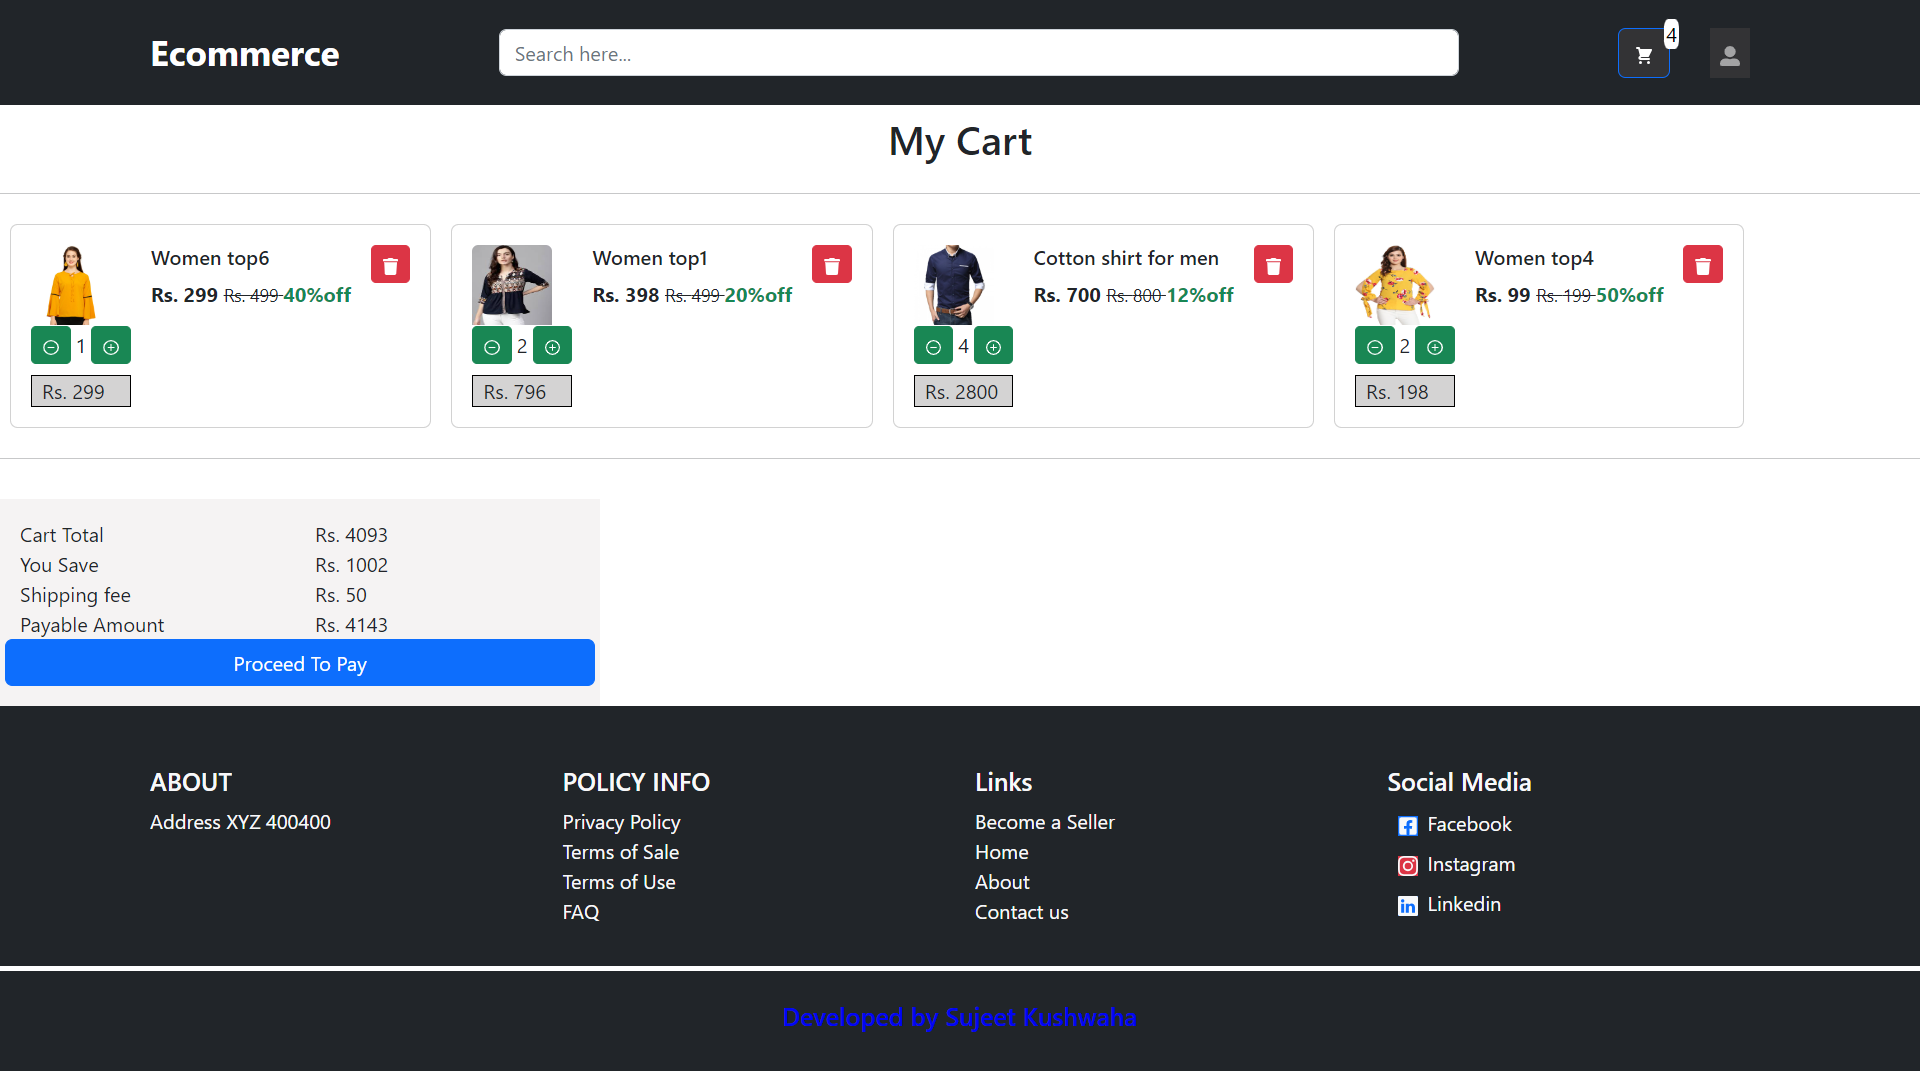 Ecommerce
Search here...
4
My Cart
Women top6
Rs. 299 Rs. 499 40%off
1
Rs. 299
Women top1
Rs. 398 Rs. 499 20%off
2
Rs. 796
Cotton shirt for men
Rs. 700 Rs. 800 12%off
4
Rs. 2800
Women top4
Rs. 99 Rs. 199 50%off
2
Rs. 198
Cart Total Rs. 4093
You Save Rs. 1002
Shipping fee Rs. 50
Payable Amount Rs. 4143
Proceed To Pay
ABOUT
Address XYZ 400400
POLICY INFO
Privacy Policy
Terms of Sale
Terms of Use
FAQ
Links
Become a Seller
Home
About
Contact us
Social Media
Facebook
Instagram
Linkedin
Developed by Sujeet Kushwaha